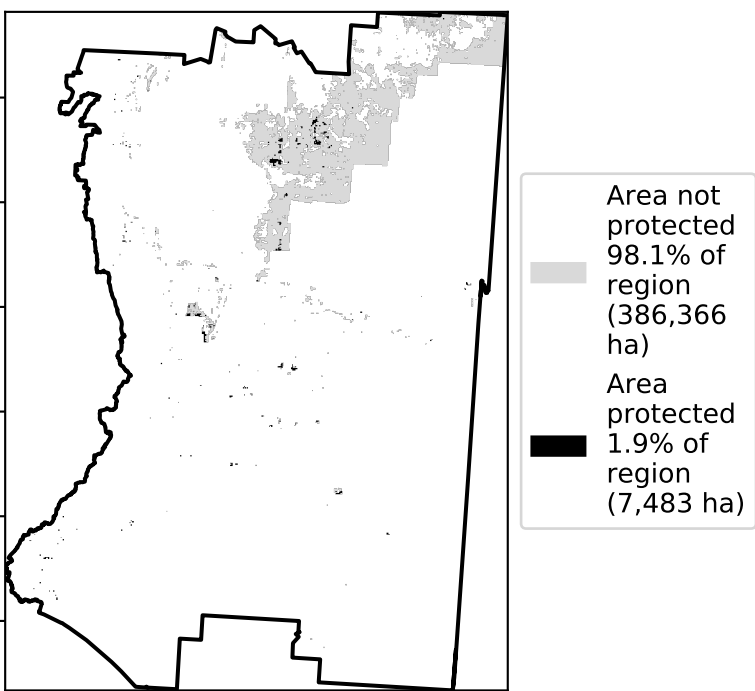 Area not
protected
98.1% of
region
(386,366
ha)
Area
protected
1.9% of
region
(7,483 ha)